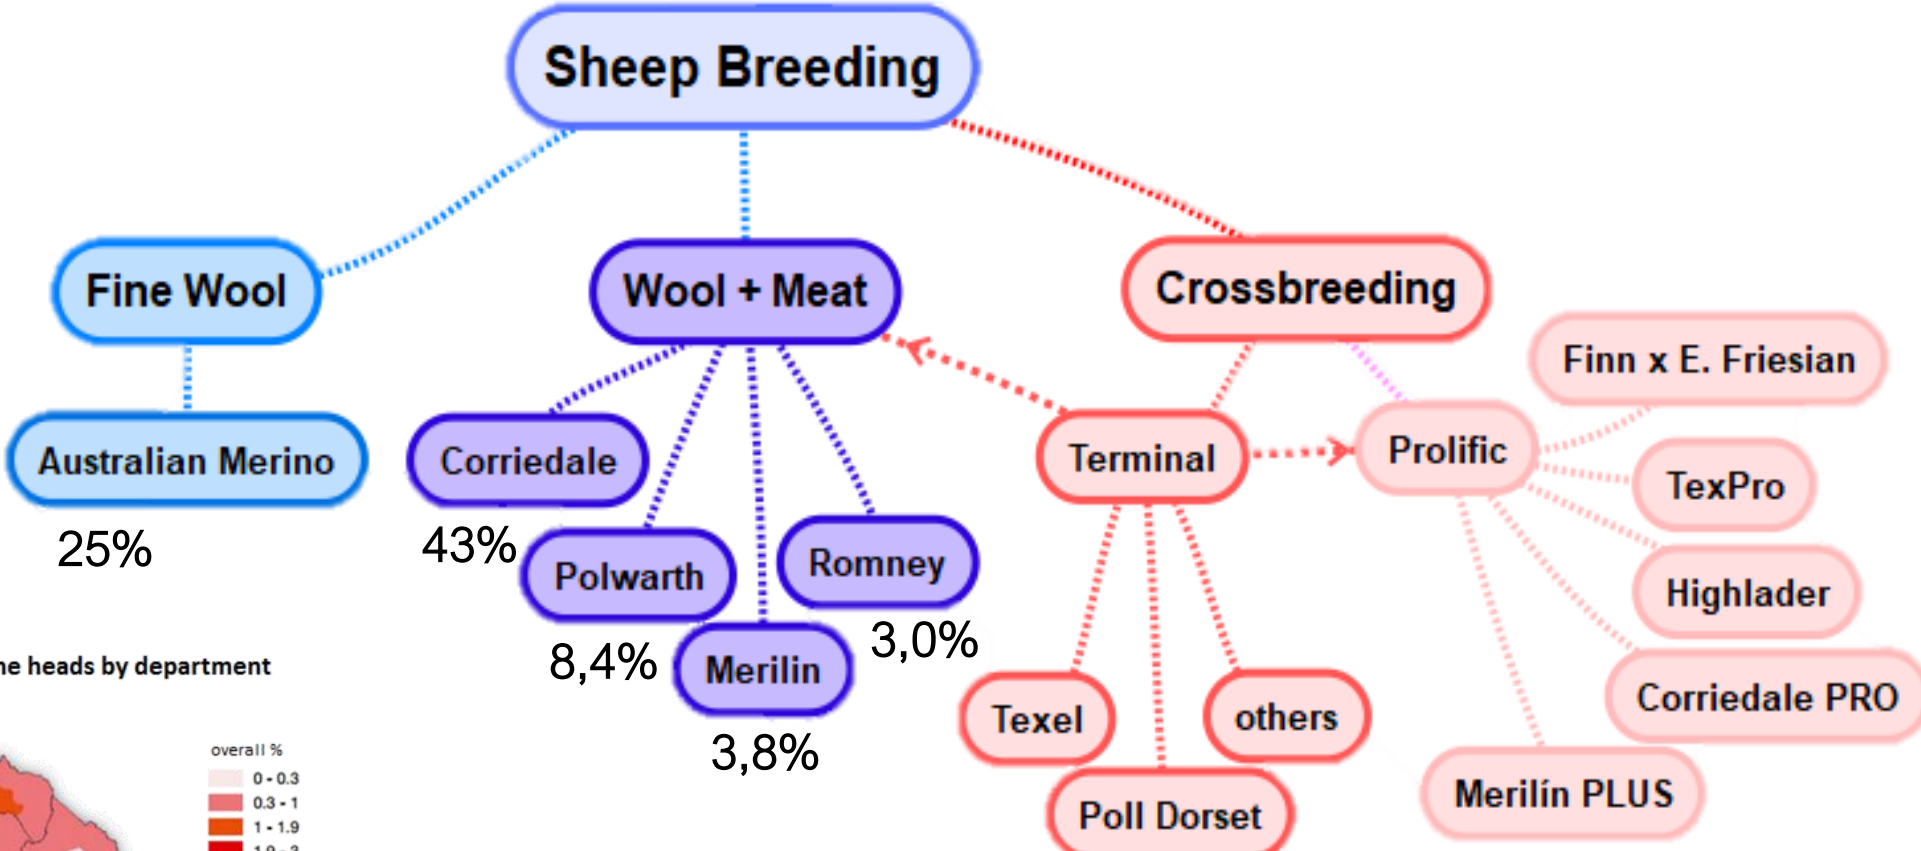 Sheep Breeding
Fine Wool
Wool + Meat
Crossbreeding
Australian Merino
25%
Corriedale
43%
Polwarth
8,4%
Merilin
3,8%
Romney
3,0%
Terminal
Prolific
Finn x E. Friesian
TexPro
Highlader
Corriedale PRO
Merilín PLUS
Texel
others
Poll Dorset
heads by department
overall %
0 - 0.3
0.3 - 1
1 - 1.9